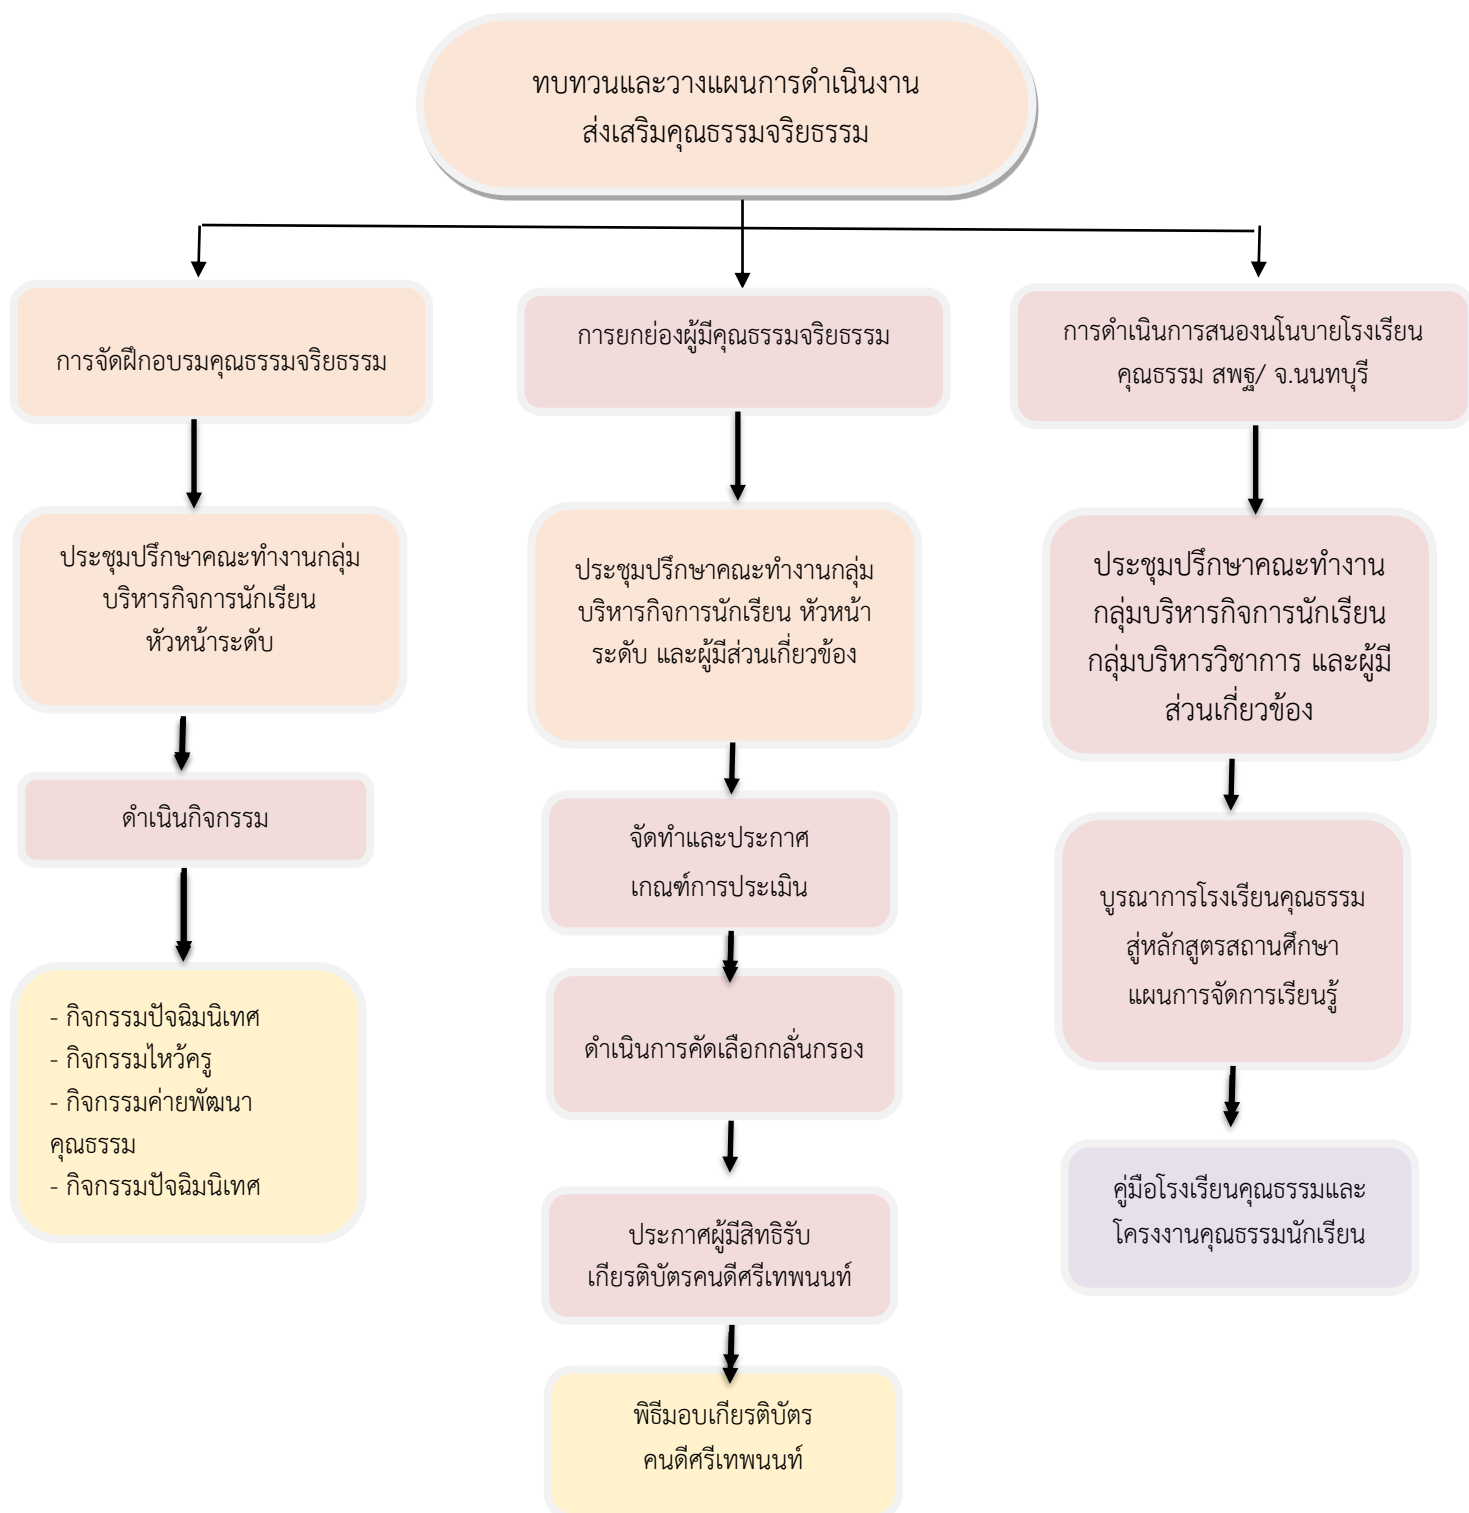 ทบทวนและวางแผนการดำเนินงาน
ส่งเสริมคุณธรรมจริยธรรม
การจัดฝึกอบรมคุณธรรมจริยธรรม
ประชุมปรึกษาคณะทำงานกลุ่ม
บริหารกิจการนักเรียน
หัวหน้าระดับ
ดำเนินกิจกรรม
- กิจกรรมปัจฉิมนิเทศ
- กิจกรรมไหว้ครู
- กิจกรรมค่ายพัฒนา
คุณธรรม
- กิจกรรมปัจฉิมนิเทศ
การยกย่องผู้มีคุณธรรมจริยธรรม
ประชุมปรึกษาคณะทำงานกลุ่ม
บริหารกิจการนักเรียน หัวหน้า
ระดับ และผู้มีส่วนเกี่ยวข้อง
จัดทำและประกาศ
เกณฑ์การประเมิน
ดำเนินการคัดเลือกกลั่นกรอง
ประกาศผู้มีสิทธิรับ
เกียรติบัตรคนดีศรีเทพนนท์
พิธีมอบเกียรติบัตร
คนดีศรีเทพนนท์
การดำเนินการสนองนโนบายโรงเรียน
คุณธรรม สพฐ/ จ.นนทบุรี
ประชุมปรึกษาคณะทำงาน
กลุ่มบริหารกิจการนักเรียน
กลุ่มบริหารวิชาการ และผู้มี
ส่วนเกี่ยวข้อง
บูรณาการโรงเรียนคุณธรรม
สู่หลักสูตรสถานศึกษา
แผนการจัดการเรียนรู้
คู่มือโรงเรียนคุณธรรมและ
โครงงานคุณธรรมนักเรียน